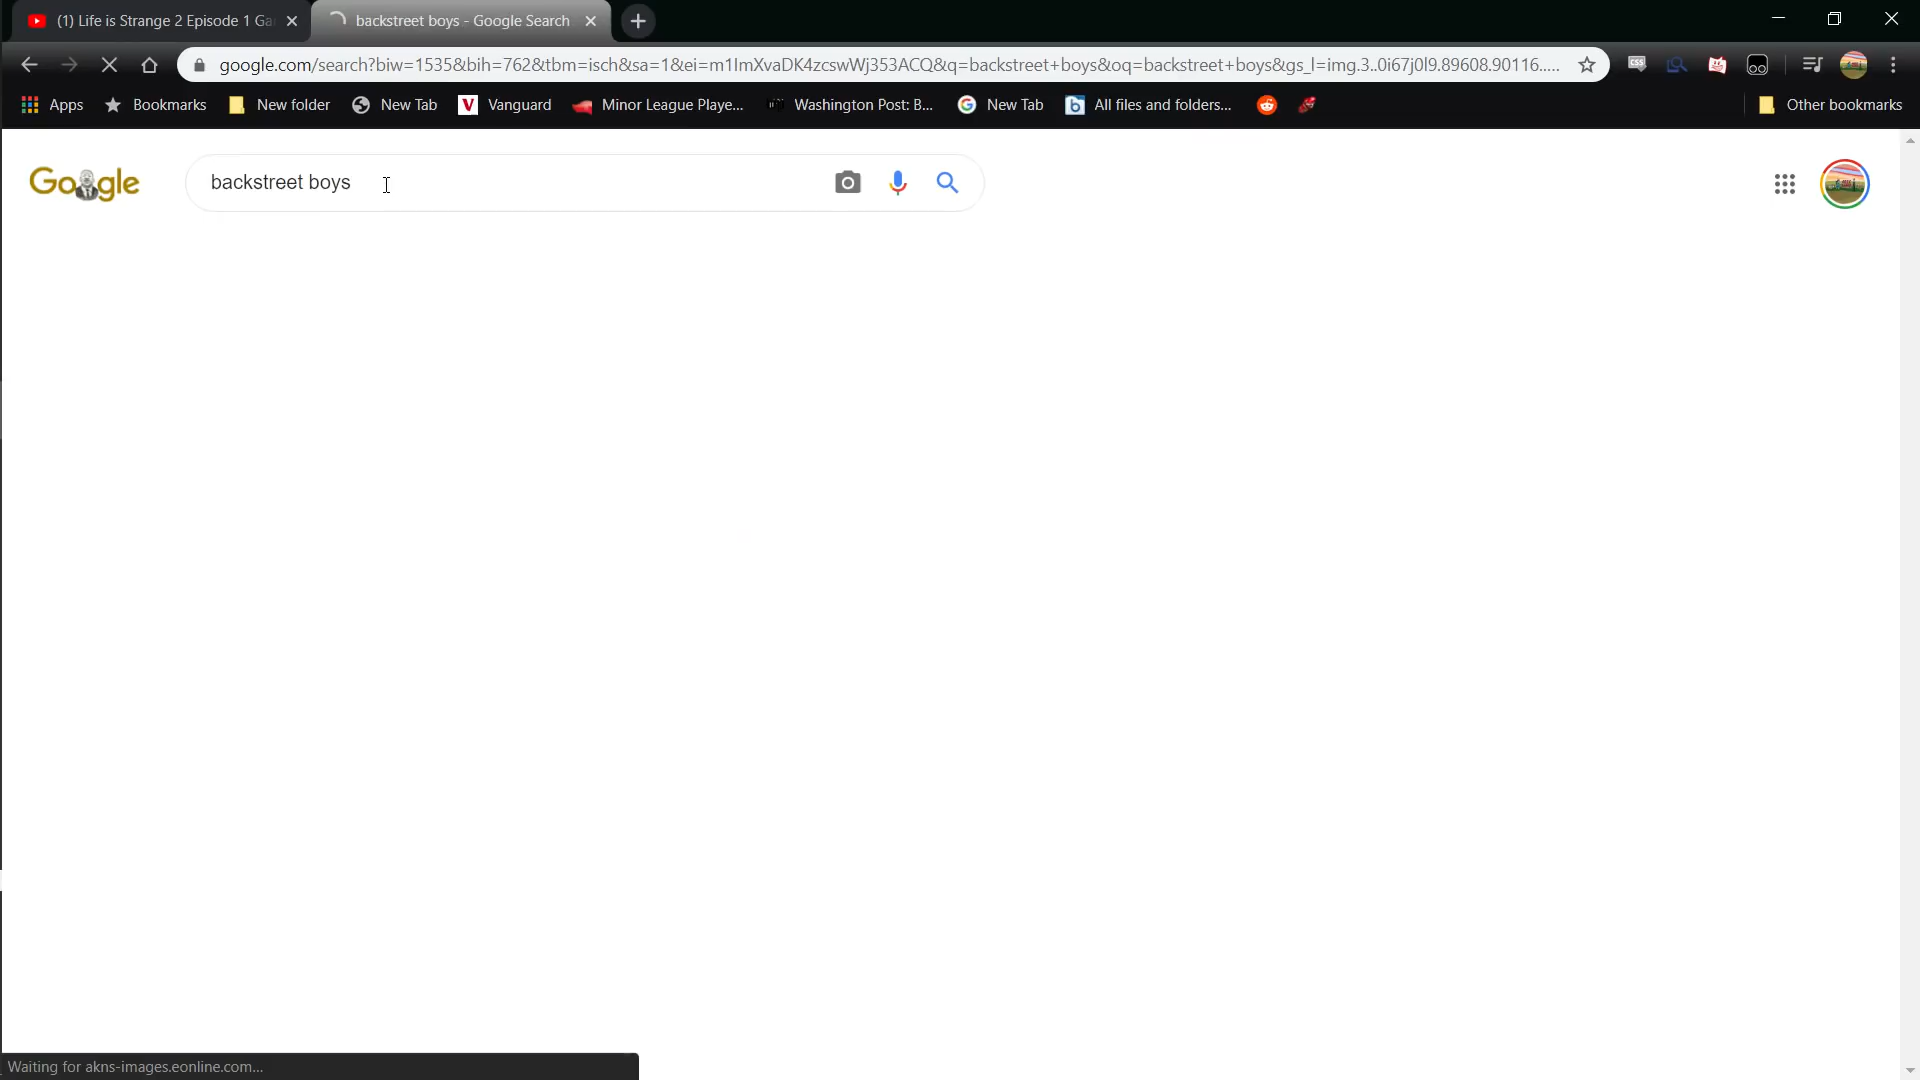 (1) Life is Strange 2 Episode 1 Ga
backstreet boys - Google Search
google.com/search?biw=1535&bih=762&tbm=isch&sa=1&ei=m1ImXvaDK4zcswWj353ACQ&q=backstreet+boys&oq=backstreet+boys&gs_l=img.3..0i67j0l9.89608.90116.....
Apps
Bookmarks
New folder
New Tab
Vanguard
Minor League Playe...
Washington Post: B...
New Tab
All files and folders...
Other bookmarks
Google
backstreet boys
Waiting for akns-images.eonline.com...